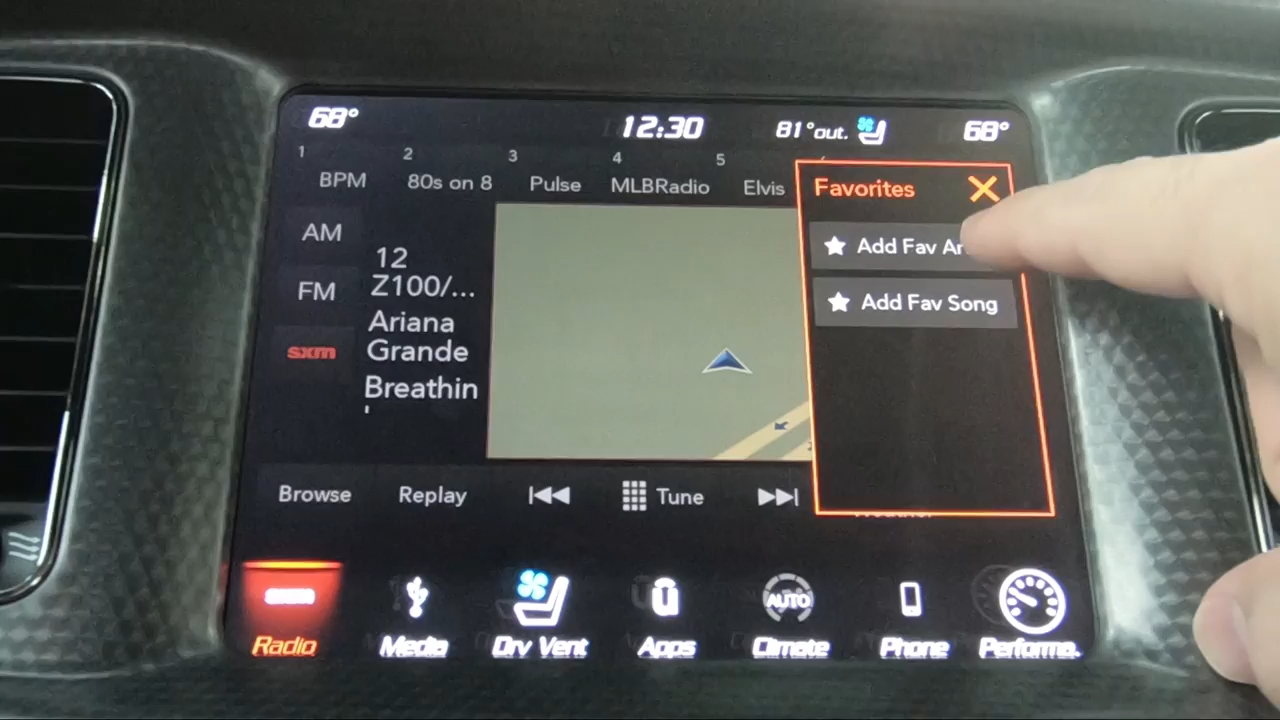 68° 12:30 81°out. 68°
1 2 3 4 5
BPM 80s on 8 Pulse MLBRadio Elvis
Favorites
AM
FM
sxm
12
Z100/...
Ariana
Grande
Breathin
'
Add Fav
Add Fav Song
Browse Replay Tune
AUTO
Radio Media Drv Vent Apps Climate Phone Performa.